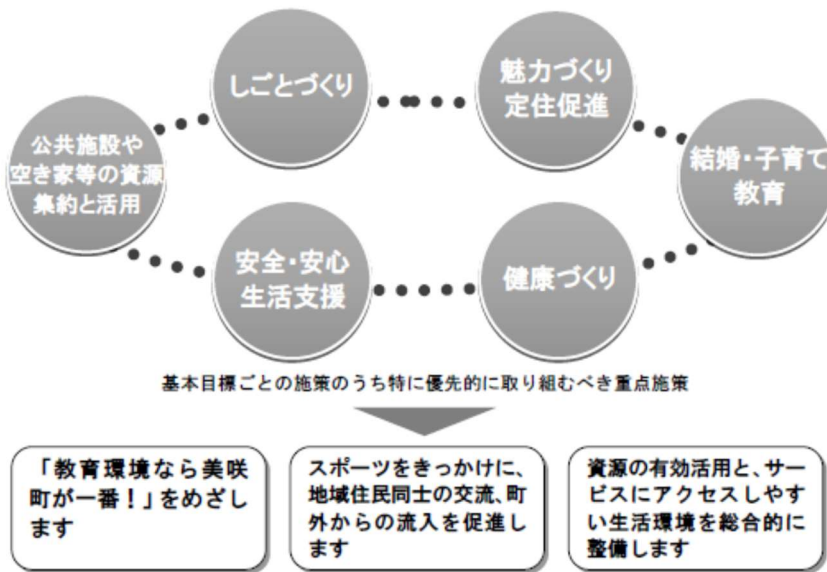 しごとづくり
魅力づくり
定住促進
公共施設や
空き家等の資源
集約と活用
結婚・子育て
教育
安全・安心
生活支援
健康づくり
基本目標ごとの施策のうち特に優先的に取り組むべき重点施策
「教育環境なら美咲
町が一番！」をめざ
します
スポーツをきっかけに、
地域住民同士の交流、町
外からの流入を促進し
ます
資源の有効活用と、サー
ビスにアクセスしやす
い生活環境を総合的に
整備します